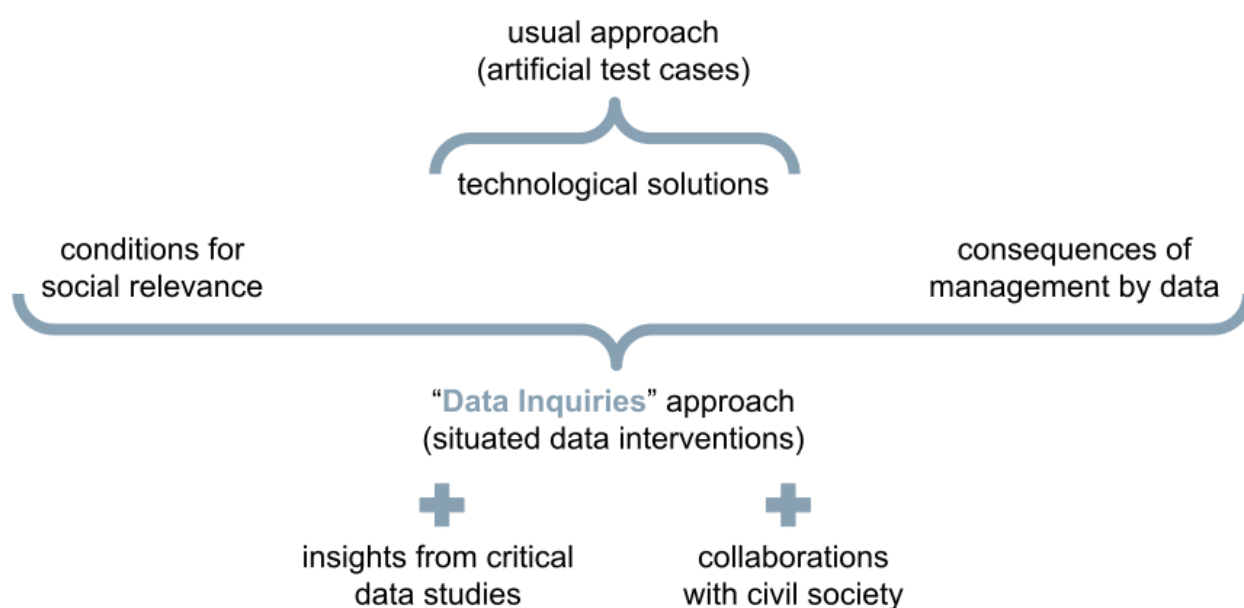 usual approach
(artificial test cases)
technological solutions
conditions for
social relevance
consequences of
management by data
“Data Inquiries” approach
(situated data interventions)
insights from critical
data studies
collaborations
with civil society